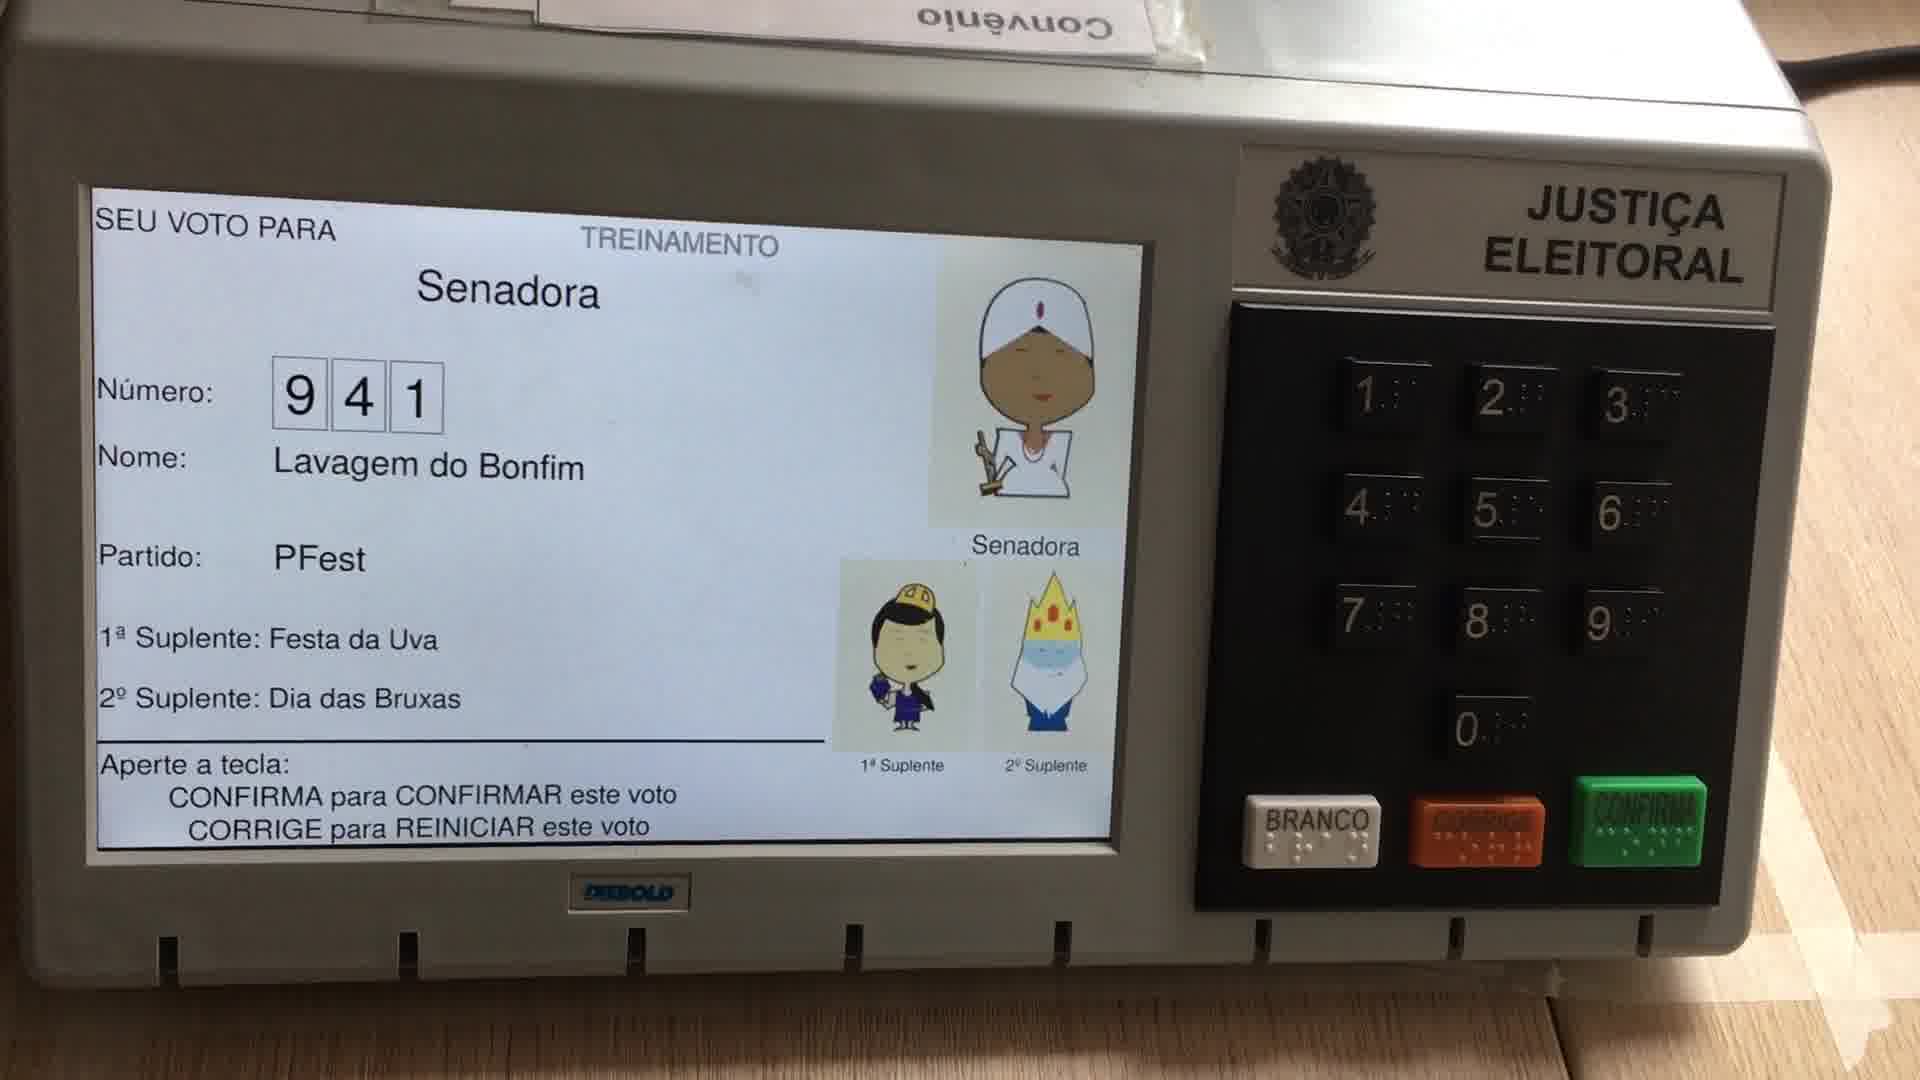 Convênio
SEU VOTO PARA
TREINAMENTO
Senadora
Número: 9 4 1
Nome: Lavagem do Bonfim
Partido: PFest
1ª Suplente: Festa da Uva
2º Suplente: Dia das Bruxas
Senadora
1ª Suplente
2º Suplente
Aperte a tecla:
CONFIRMA para CONFIRMAR este voto
CORRIGE para REINICIAR este voto
DIEBOLD
JUSTIÇA
ELEITORAL
1 2 3
4 5 6
7 8 9
0
BRANCO CORRIGE CONFIRMA